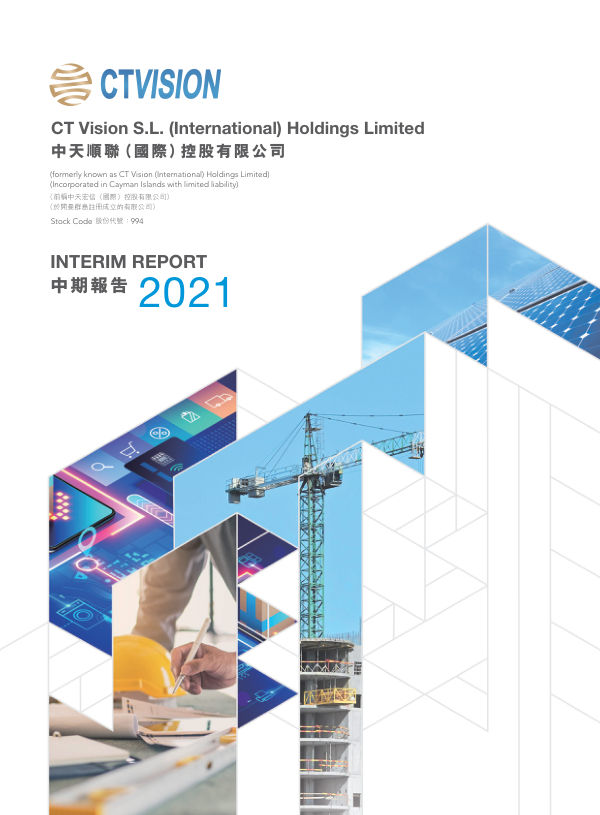 CTVISION
CT Vision S.L. (International) Holdings Limited
中天順聯（國際）控股有限公司
(formerly known as CT Vision (International) Holdings Limited)
(Incorporated in Cayman Islands with limited liability)
（前稱中天宏信（國際）控股有限公司）
（於開曼群島註冊成立的有限公司）
Stock Code 股份代號：994
INTERIM REPORT
中期報告 2021